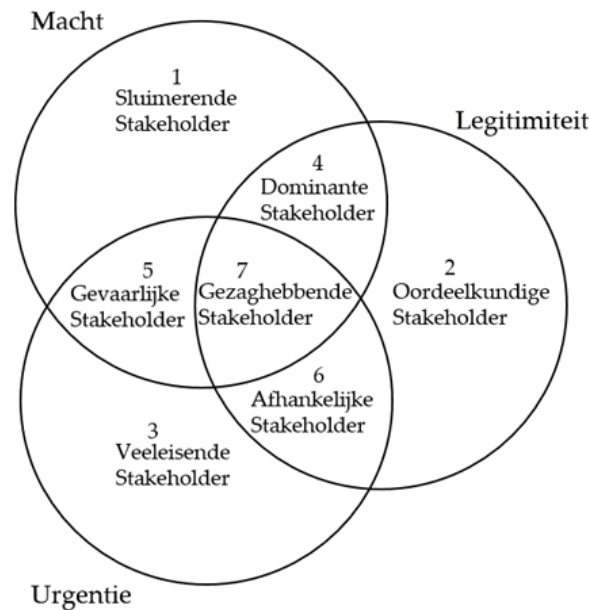 Macht
1
Sluimerende
Stakeholder
Legitimiteit
4
Dominante
Stakeholder
5
Gevaarlijke
Stakeholder
7
Gezaghebbende
Stakeholder
2
Oordeelkundige
Stakeholder
6
Afhankelijke
Stakeholder
3
Veeleisende
Stakeholder
Urgentie